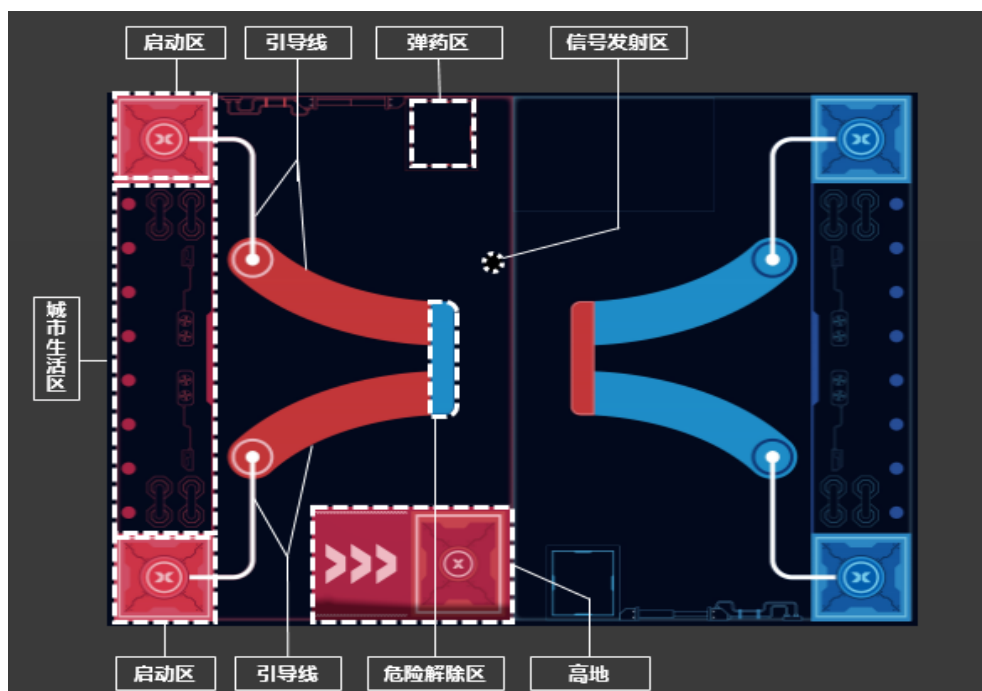 启动区
引导线
弹药区
信号发射区
城市生活区
启动区
引导线
危险解除区
高地